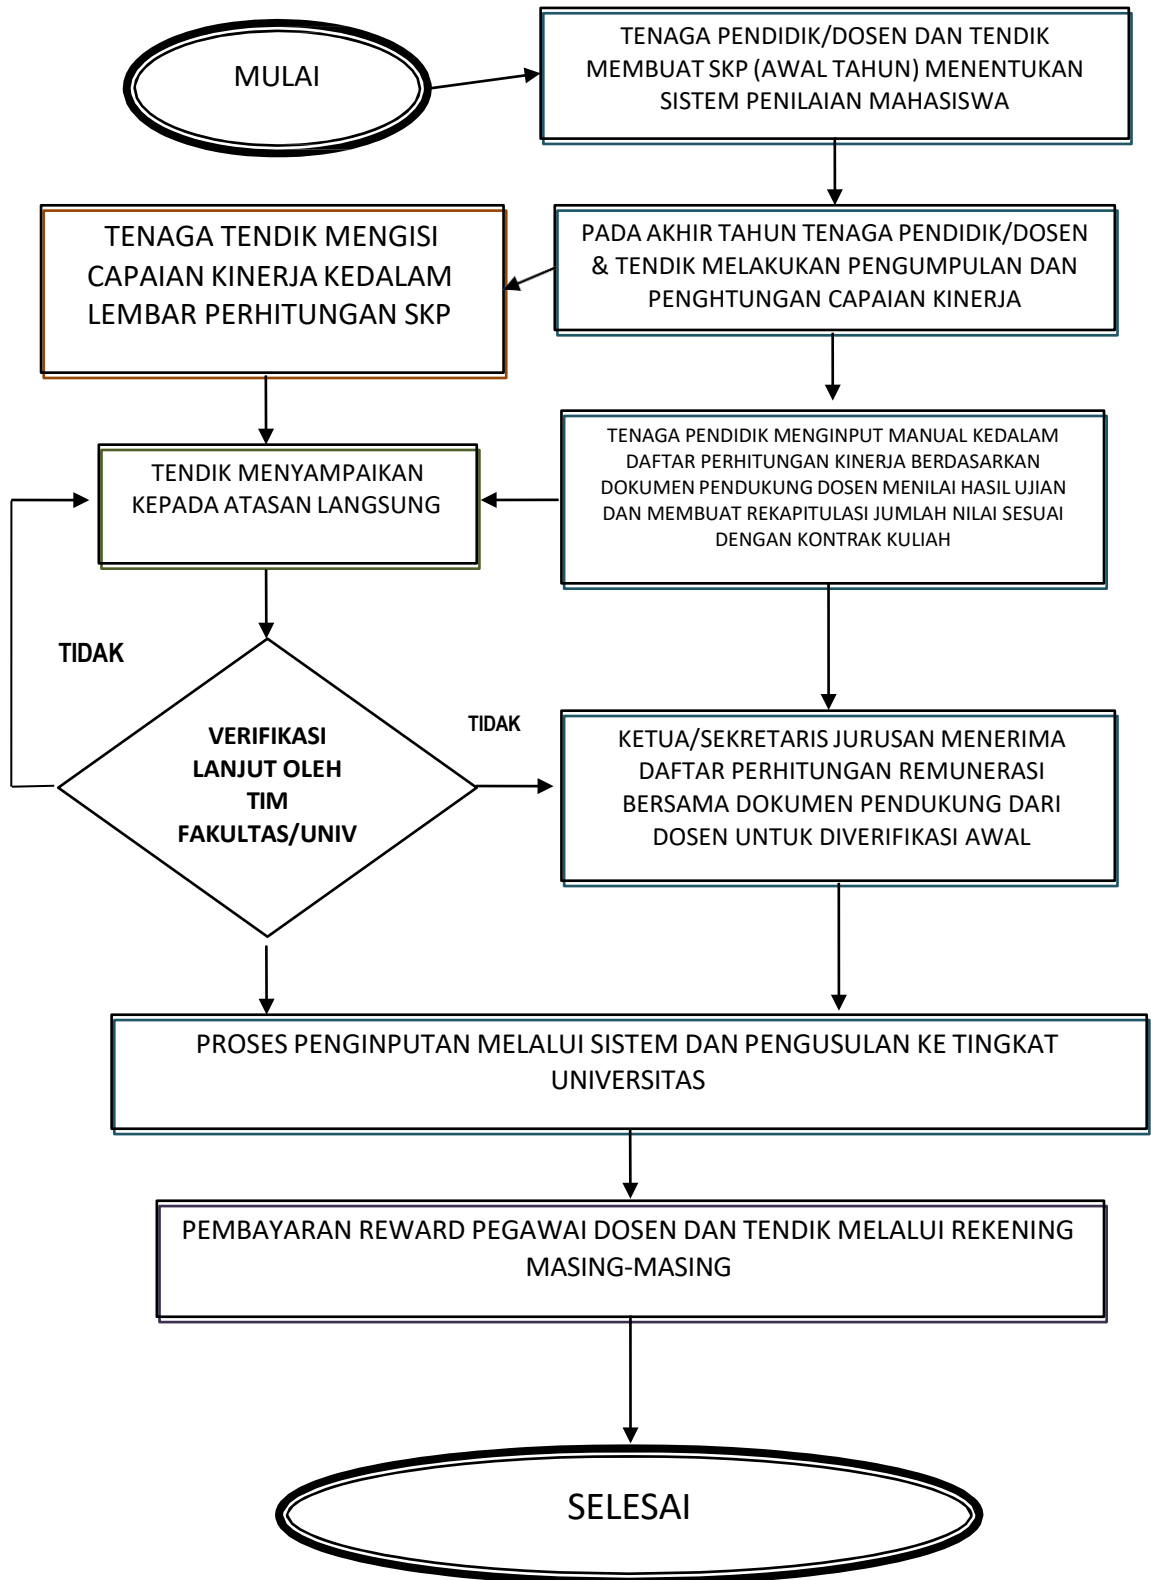 MULAI
TENAGA PENDIDIK/DOSEN DAN TENDIK
MEMBUAT SKP (AWAL TAHUN) MENENTUKAN
SISTEM PENILAIAN MAHASISWA
TENAGA TENDIK MENGISI
CAPAIAN KINERJA KEDALAM
LEMBAR PERHITUNGAN SKP
PADA AKHIR TAHUN TENAGA PENDIDIK/DOSEN
& TENDIK MELAKUKAN PENGUMPULAN DAN
PENGHTUNGAN CAPAIAN KINERJA
TENDIK MENYAMPAIKAN
KEPADA ATASAN LANGSUNG
TENAGA PENDIDIK MENGINPUT MANUAL KEDALAM
DAFTAR PERHITUNGAN KINERJA BERDASARKAN
DOKUMEN PENDUKUNG DOSEN MENILAI HASIL UJIAN
DAN MEMBUAT REKAPITULASI JUMLAH NILAI SESUAI
DENGAN KONTRAK KULIAH
TIDAK
VERIFIKASI
LANJUT OLEH
TIM
FAKULTAS/UNIV
TIDAK
KETUA/SEKRETARIS JURUSAN MENERIMA
DAFTAR PERHITUNGAN REMUNERASI
BERSAMA DOKUMEN PENDUKUNG DARI
DOSEN UNTUK DIVERIFIKASI AWAL
PROSES PENGINPUTAN MELALUI SISTEM DAN PENGUSULAN KE TINGKAT
UNIVERSITAS
PEMBAYARAN REWARD PEGAWAI DOSEN DAN TENDIK MELALUI REKENING
MASING-MASING
SELESAI